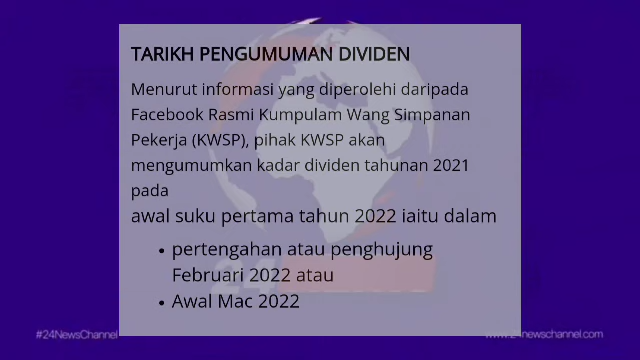 TARIKH PENGUMUMAN DIVIDEN
Menurut informasi yang diperolehi daripada
Facebook Rasmi Kumpulam Wang Simpanan
Pekerja (KWSP), pihak KWSP akan
mengumumkan kadar dividen tahunan 2021
pada
awal suku pertama tahun 2022 iaitu dalam
• pertengahan atau penghujung
Februari 2022 atau
• Awal Mac 2022
24
#24NewsChannel
www.24newschannel.com